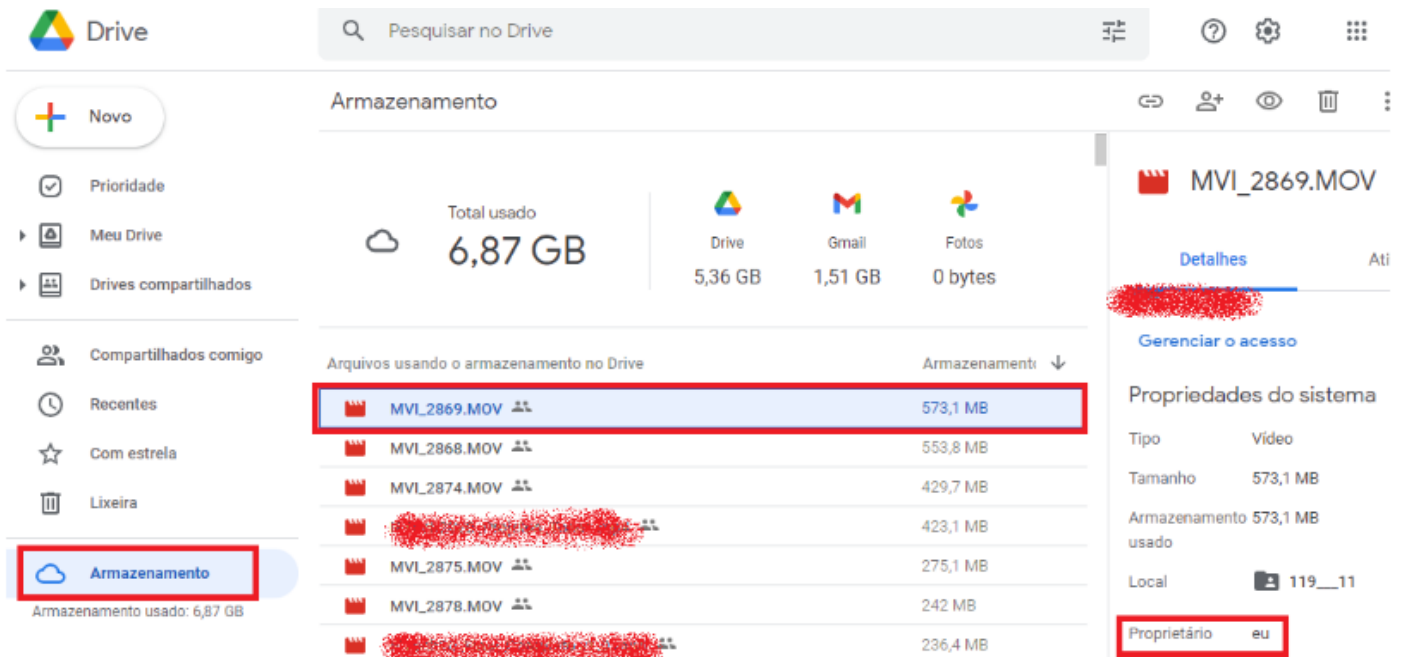 Drive
Pesquisar no Drive
Novo
Prioridade
Meu Drive
Drives compartilhados
Compartilhados comigo
Recentes
Com estrela
Lixeira
Armazenamento
Armazenamento usado: 6,87 GB
Armazenamento
Total usado
6,87 GB
Drive
5,36 GB
Gmail
1,51 GB
Fotos
0 bytes
Arquivos usando o armazenamento no Drive Armazenament
MVI_2869.MOV 573,1 MB
MVI_2868.MOV 553,8 MB
MVI_2874.MOV 429,7 MB
423,1 MB
MVI_2875.MOV 275,1 MB
MVI_2878.MOV 242 MB
236,4 MB
MVI_2869.MOV
Detalhes Ati
Gerenciar o acesso
Propriedades do sistema
Tipo Vídeo
Tamanho 573,1 MB
Armazenamento 573,1 MB
usado
Local 119__11
Proprietário eu